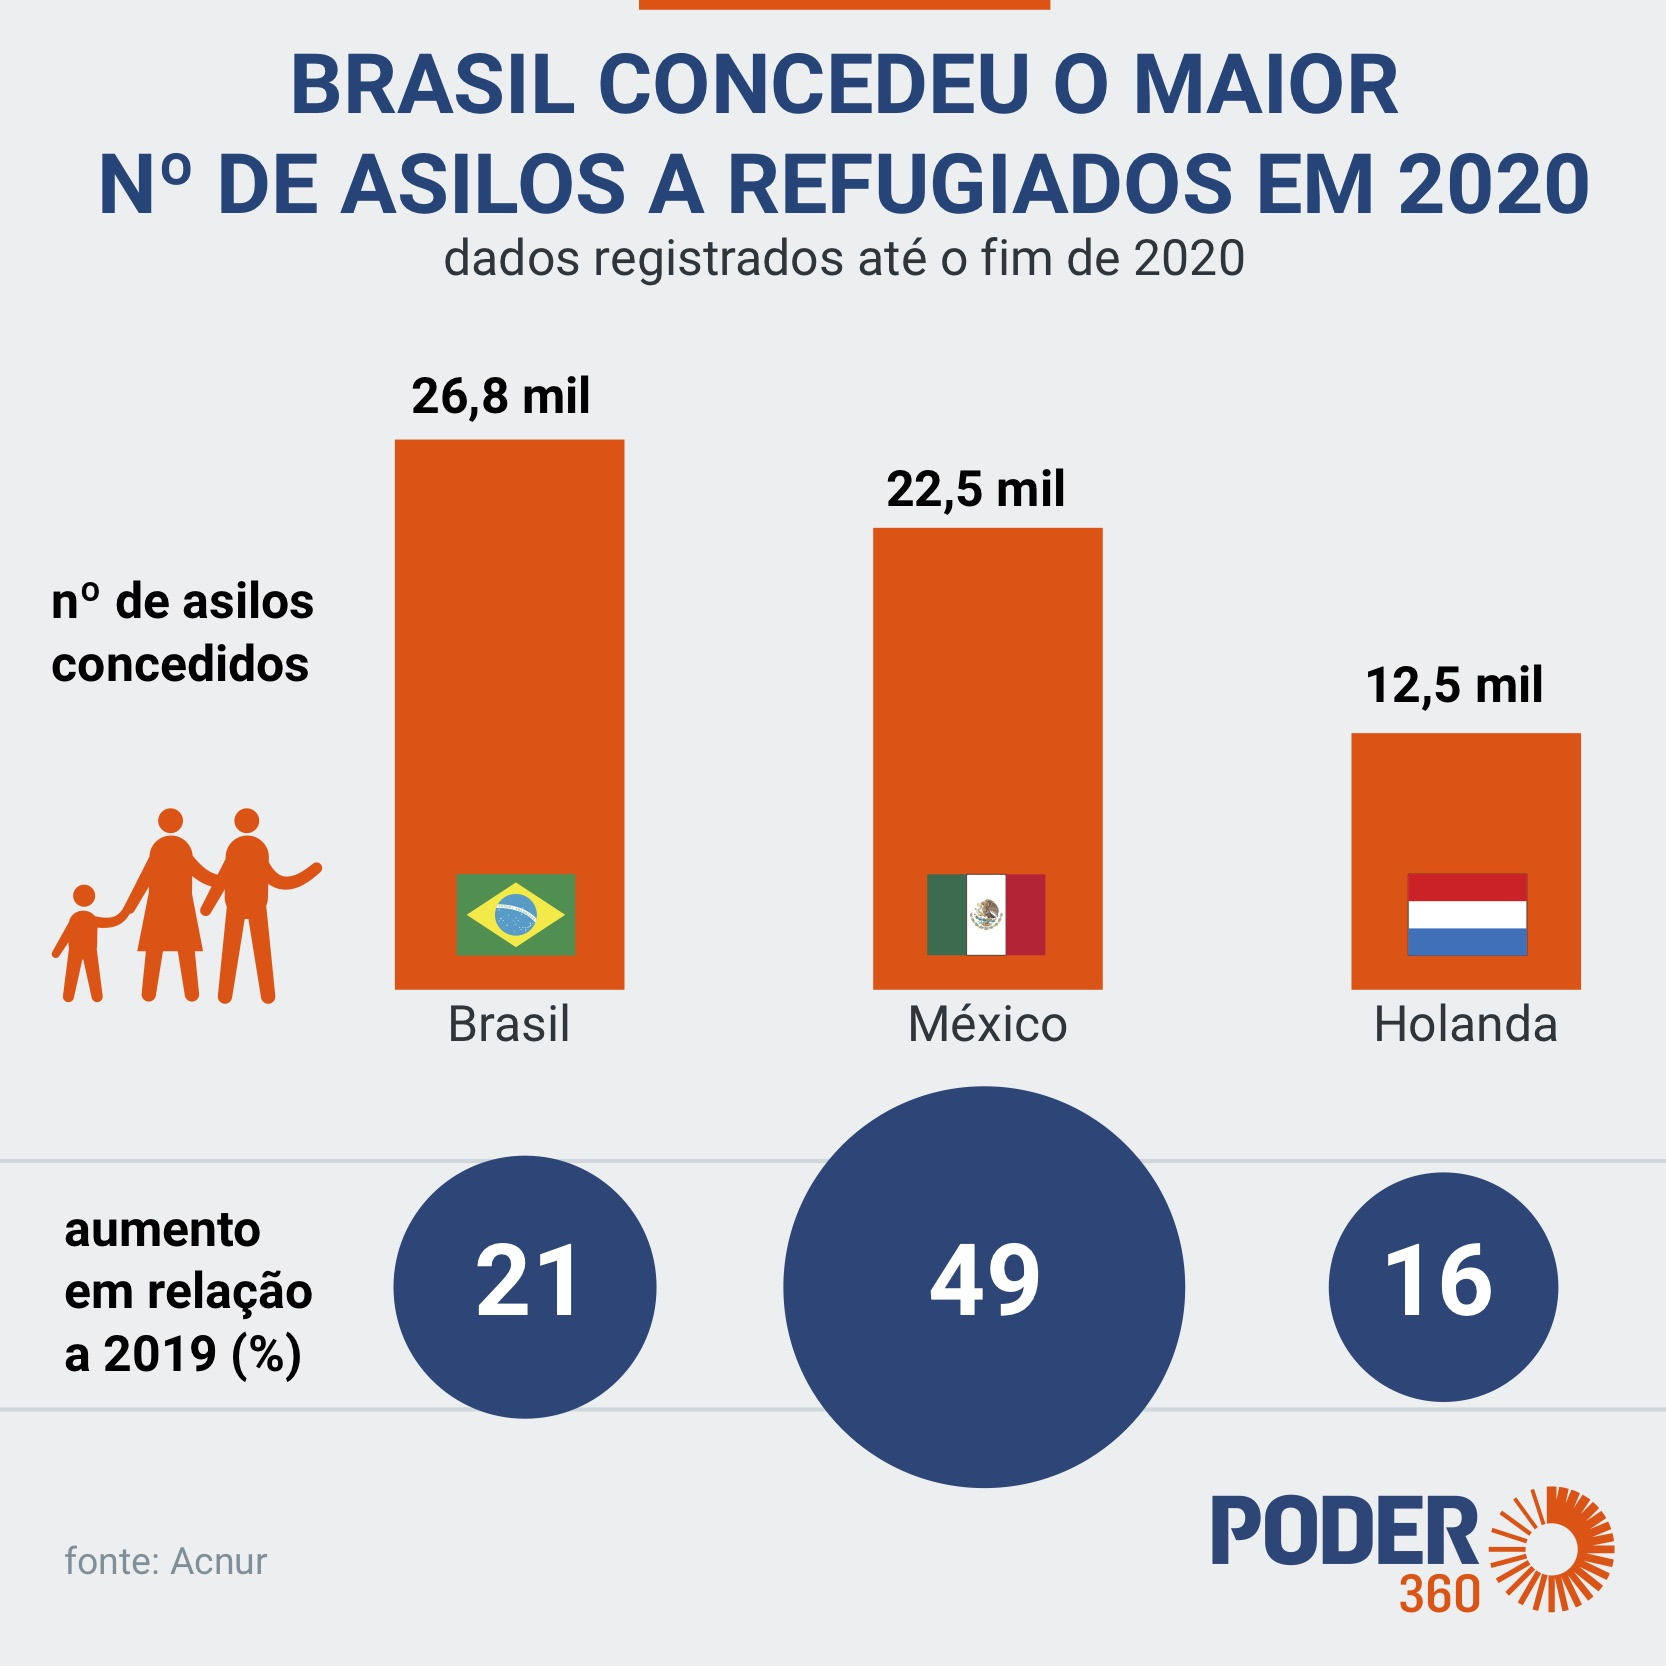 BRASIL CONCEDEU O MAIOR
Nº DE ASILOS A REFUGIADOS EM 2020
dados registrados até o fim de 2020
nº de asilos
concedidos
26,8 mil
22,5 mil
12,5 mil
Brasil
México
Holanda
aumento
em relação
a 2019 (%)
21
49
16
fonte: Acnur
PODER
360